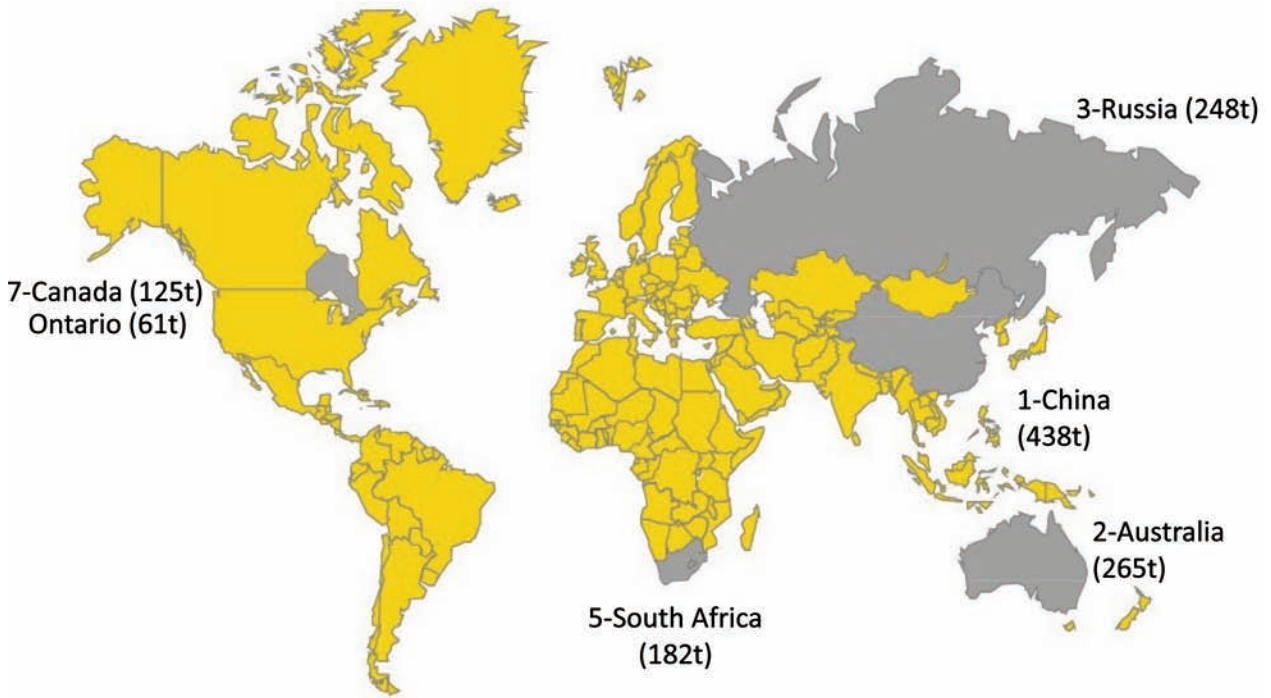 3-Russia (248t)
7-Canada (125t)
Ontario (61t)
1-China
(438t)
2-Australia
(265t)
5-South Africa
(182t)